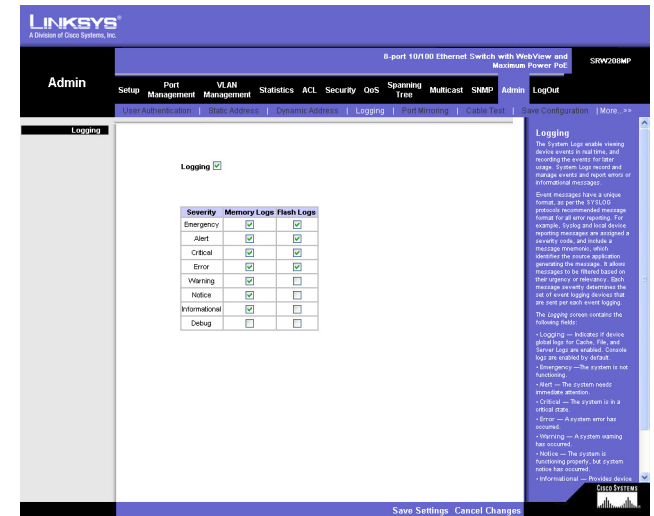 LINKSYS®
A Division of Cisco Systems, Inc.
8-port 10/100 Ethernet Switch with WebView and
Maximum Power PoE
SRW208MP
Admin
Setup Port Management VLAN Management Statistics ACL Security QoS Spanning Tree Multicast SNMP Admin LogOut
User Authentication | Static Address | Dynamic Address | Logging | Port Mirroring | Cable Test | Save Configuration | More..>>
Logging
Logging
Severity Memory Logs Flash Logs
Emergency
Alert
Critical
Error
Warning
Notice
Informational
Debug
Logging
The System Logs enable viewing
device events in real time, and
recording the events for later
usage. System Logs record and
manage events and report errors or
informational messages.
Event messages have a unique
format, as per the SYSLOG
protocols recommended message
format for all error reporting. For
example, Syslog and local device
reporting messages are assigned a
severity code, and include a
message mnemonic, which
identifies the source application
generating the message. It allows
messages to be filtered based on
their urgency or relevancy. Each
message severity determines the
set of event logging devices that
are sent per each event logging.
The Logging screen contains the
following fields:
• Logging — Indicates if device
global logs for Cache, File, and
Server Logs are enabled. Console
logs are enabled by default.
• Emergency —The system is not
functioning.
• Alert — The system needs
immediate attention.
• Critical — The system is in a
critical state.
• Error — A system error has
occurred.
• Warning — A system warning
has occurred.
• Notice — The system is
functioning properly, but system
notice has occurred.
• Informational — Provides device
CISCO SYSTEMS
Save Settings Cancel Changes